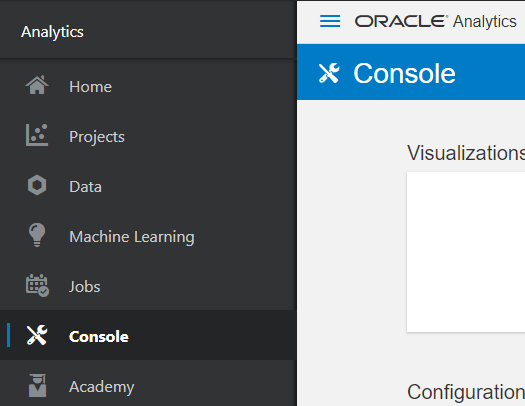 Analytics
Home
Projects
Data
Machine Learning
Jobs
Console
Academy
ORACLE Analytics
Console
Visualizations
Configuration